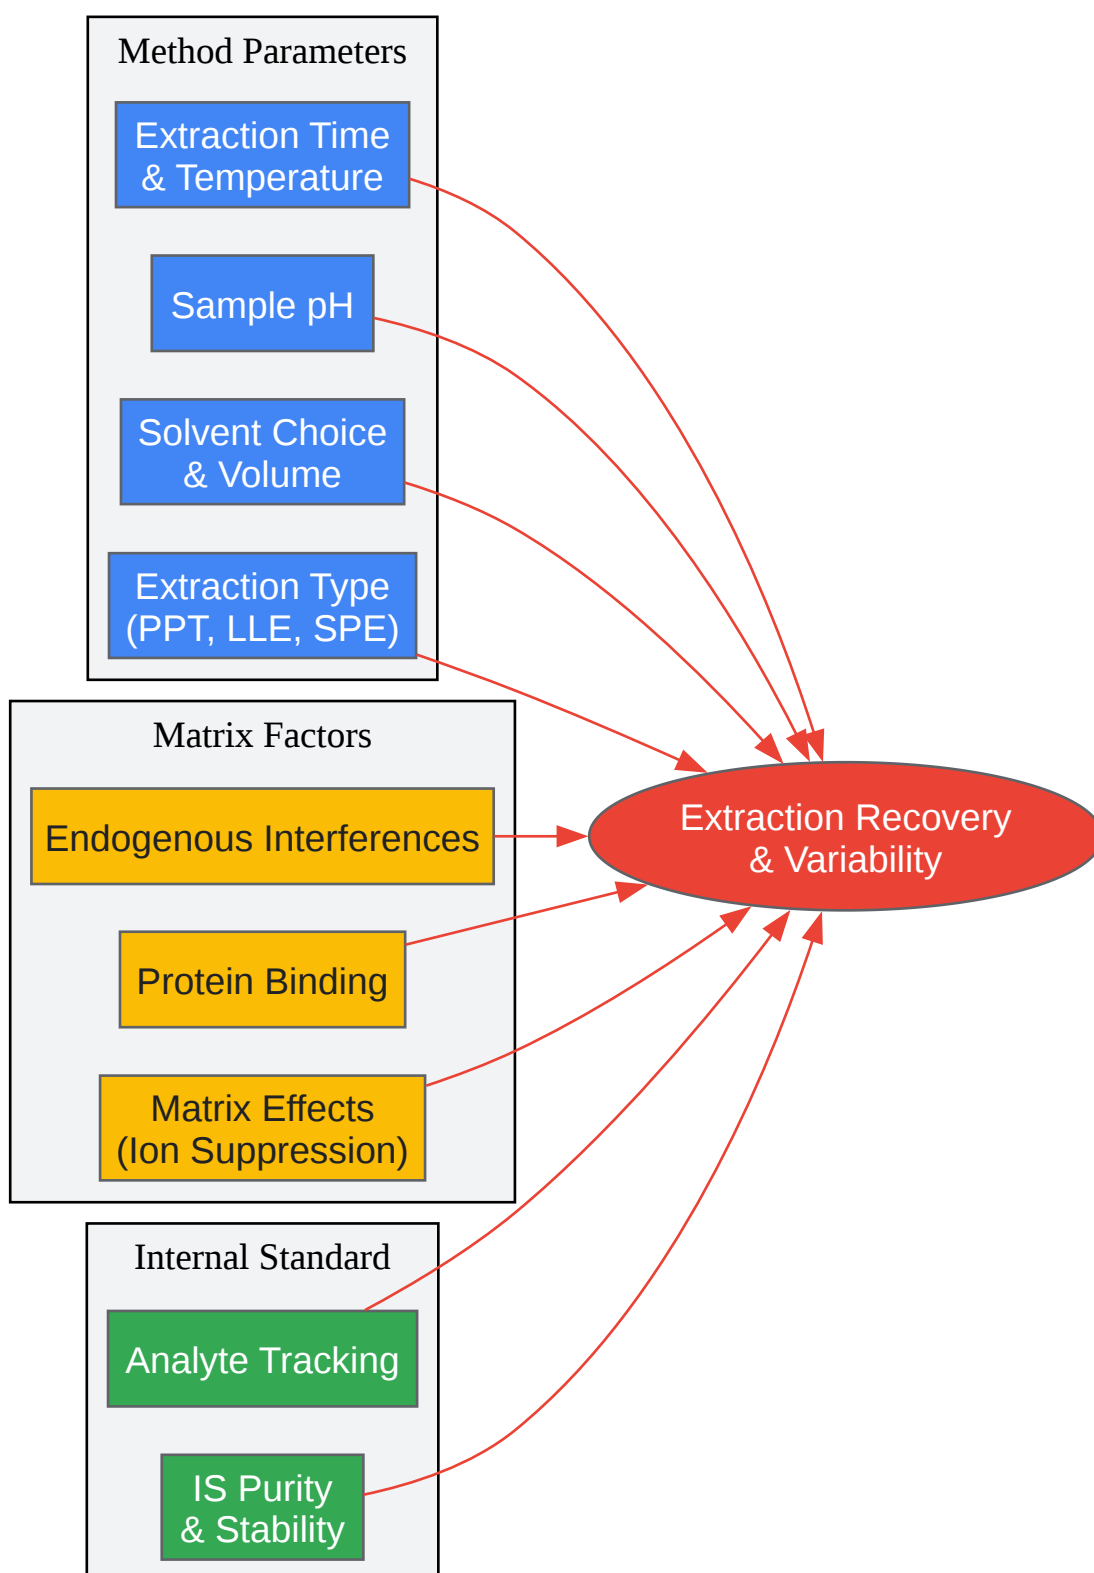 Method Parameters
Extraction Time
& Temperature
Sample pH
Solvent Choice
& Volume
Extraction Type
(PPT, LLE, SPE)
Matrix Factors
Endogenous Interferences
Protein Binding
Matrix Effects
(Ion Suppression)
Internal Standard
Analyte Tracking
IS Purity
& Stability
Extraction Recovery
& Variability